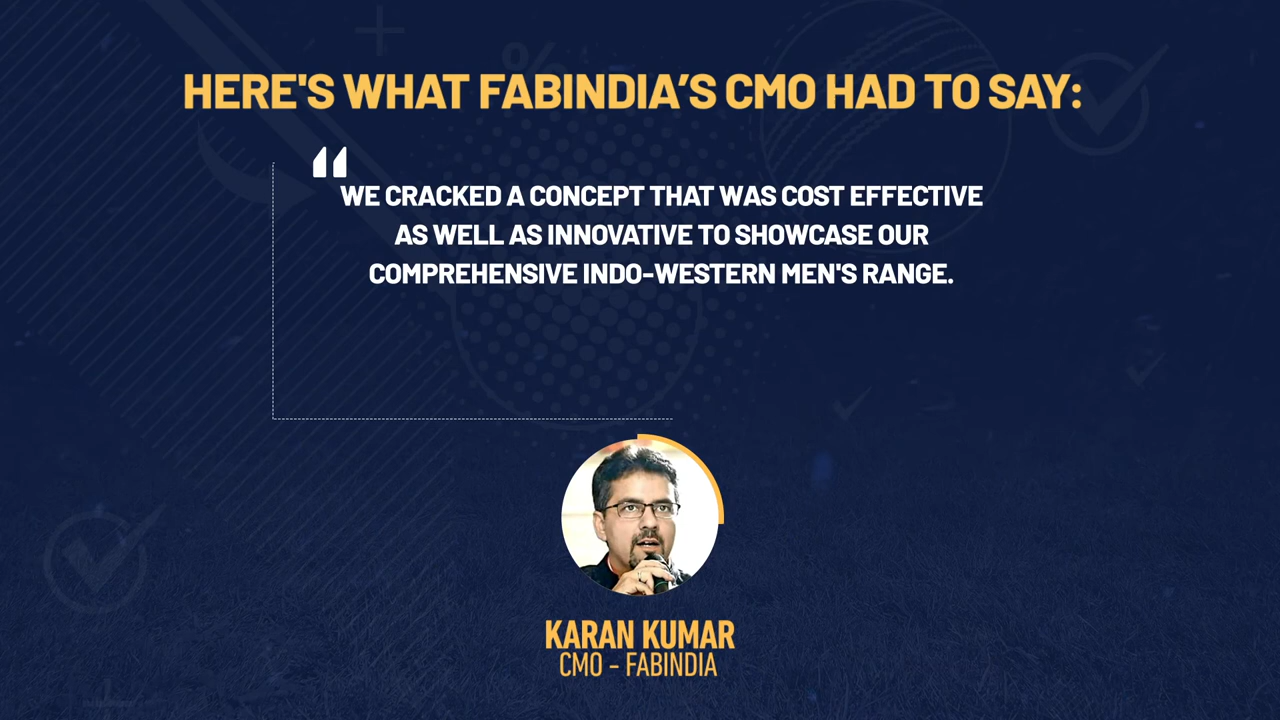 HERE'S WHAT FABINDIA’S CMO HAD TO SAY:
“
WE CRACKED A CONCEPT THAT WAS COST EFFECTIVE
AS WELL AS INNOVATIVE TO SHOWCASE OUR
COMPREHENSIVE INDO-WESTERN MEN'S RANGE.
KARAN KUMAR
CMO - FABINDIA